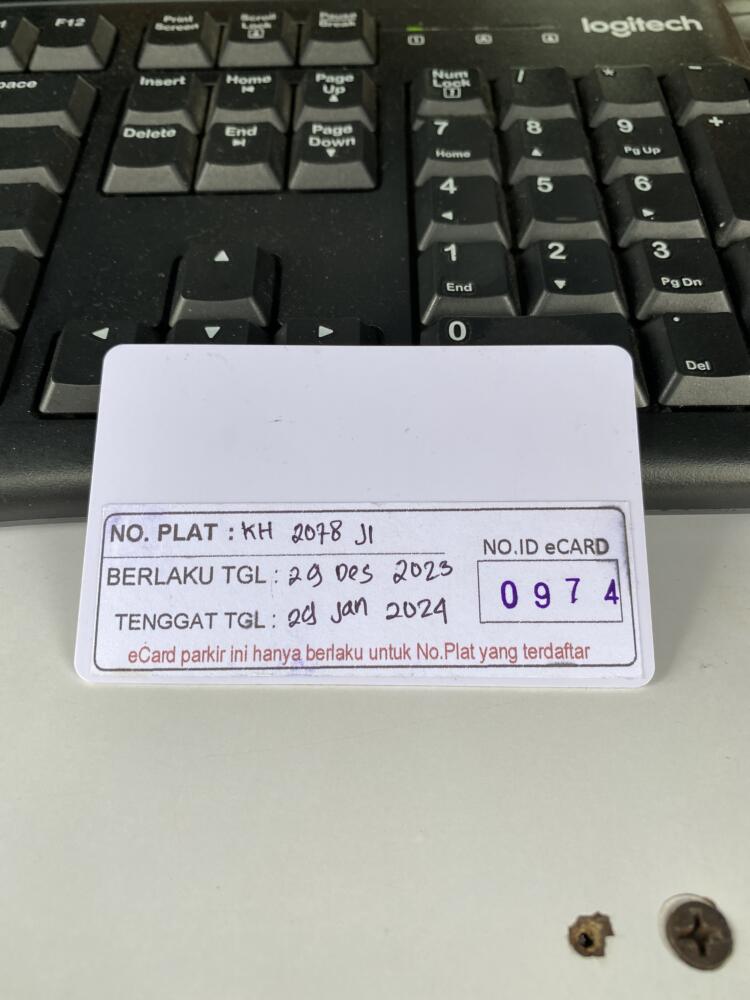 F12
Print Screen
Scroll Lock
Pause Break
logitech
Insert
Home
Page Up
Num Lock
/
*
-
Delete
End
Page Down
7 Home
8
9 Pg Up
+
4
5
6
1 End
2
3 Pg Dn
0
. Del
NO. PLAT : KH 2078 JI
NO.ID eCARD
BERLAKU TGL : 29 Des 2023
0974
TENGGAT TGL : 29 Jan 2024
eCard parkir ini hanya berlaku untuk No.Plat yang terdaftar